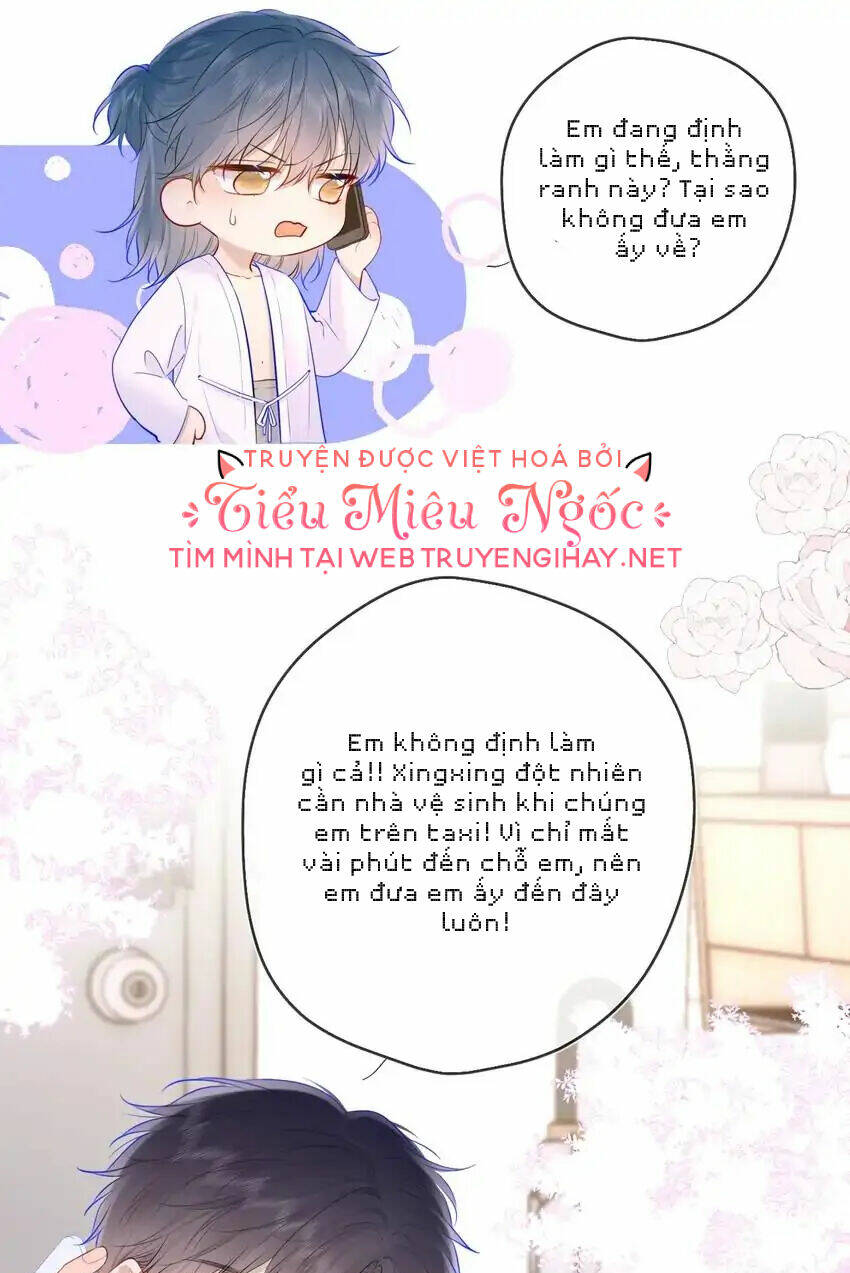 Em đang định
làm gì thế, thằng
ranh này? Tại sao
không đưa em
ấy về?
TRUYỆN ĐƯỢC VIỆT HOÁ BỞI
Tiểu Miêu Ngốc
TÌM MÌNH TẠI WEB TRUYENGIHAY.NET
Em không định làm
gì cả!! Xingxing đột nhiên
cần nhà vệ sinh khi chúng
em trên taxi! Vì chỉ mất
vài phút đến chỗ em, nên
em đưa em ấy đến đây
luôn!